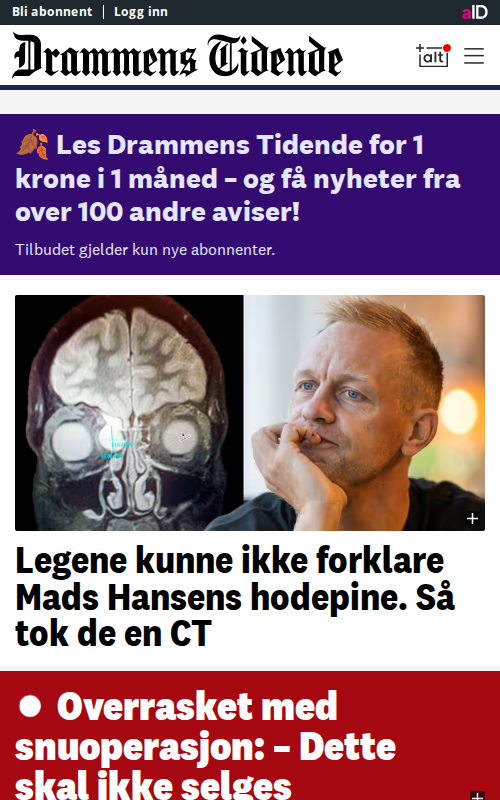 Bli abonnent
Logg inn
aID
Drammens Tidende
+alt
🍂 Les Drammens Tidende for 1
krone i 1 måned – og få nyheter fra
over 100 andre aviser!
Tilbudet gjelder kun nye abonnenter.
Legene kunne ikke forklare
Mads Hansens hodepine. Så
tok de en CT
Overrasket med
snuoperasjon: – Dette
skal ikke selges